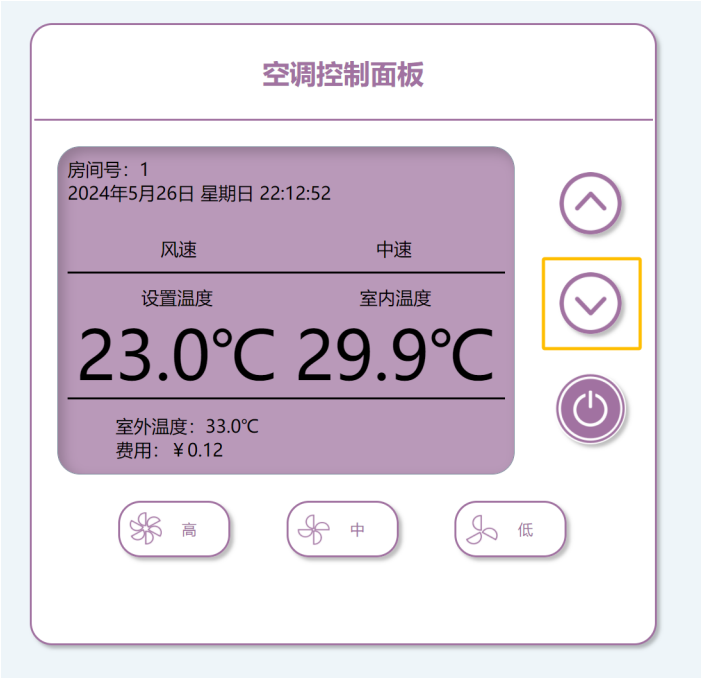 空调控制面板
房间号：1
2024年5月26日 星期日 22:12:52
风速 中速
设置温度 室内温度
23.0℃ 29.9℃
室外温度：33.0℃
费用：￥0.12
高 中 低